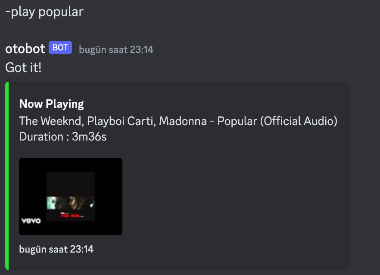 -play popular
otobot BOT bugün saat 23:14
Got it!
Now Playing
The Weeknd, Playboi Carti, Madonna - Popular (Official Audio)
Duration : 3m36s
vevo
bugün saat 23:14